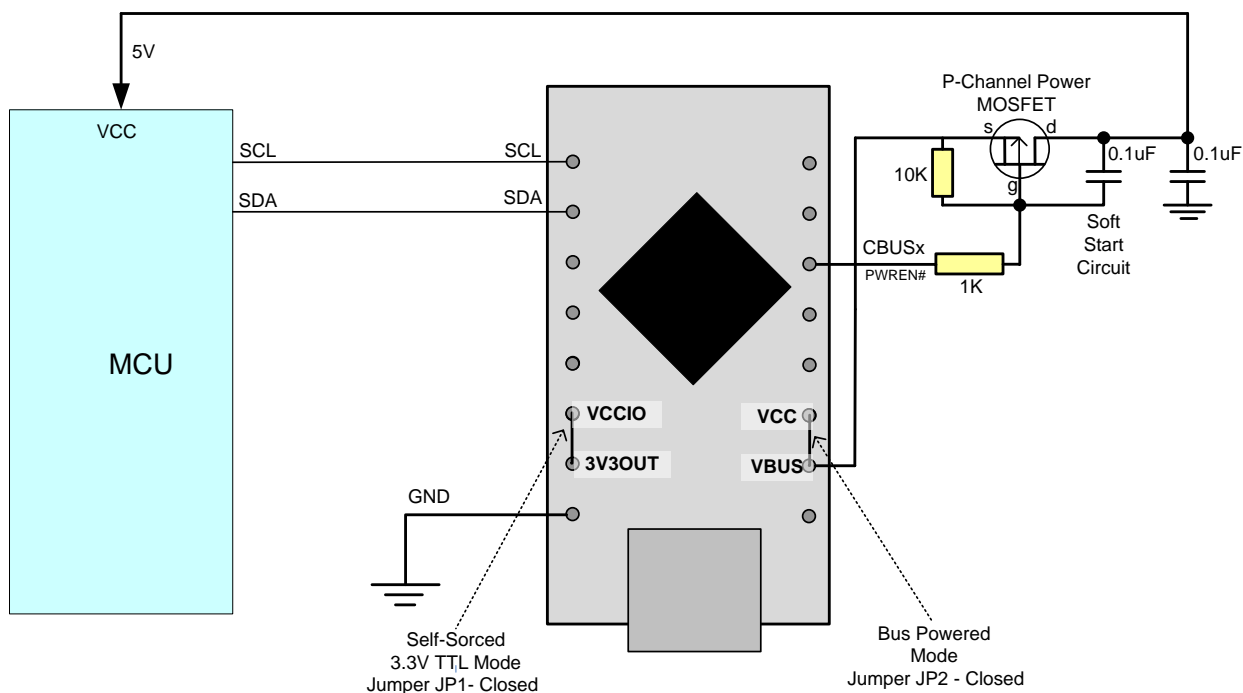 5V
P-Channel Power
MOSFET
VCC
s
d
SCL
SCL
0.1uF
0.1uF
10K
g
SDA
SDA
Soft
Start
Circuit
CBUSx
PWREN#
1K
MCU
VCCIO
VCC
3V3OUT
VBUS
GND
Self-Sorced
3.3V TTL Mode
Jumper JP1- Closed
Bus Powered
Mode
Jumper JP2 - Closed